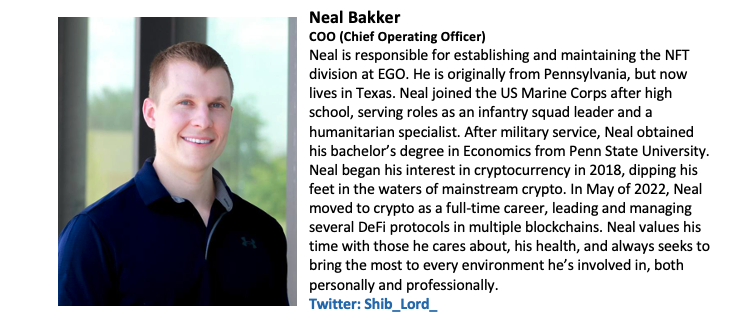 Neal Bakker
COO (Chief Operating Officer)
Neal is responsible for establishing and maintaining the NFT
division at EGO. He is originally from Pennsylvania, but now
lives in Texas. Neal joined the US Marine Corps after high
school, serving roles as an infantry squad leader and a
humanitarian specialist. After military service, Neal obtained
his bachelor’s degree in Economics from Penn State University.
Neal began his interest in cryptocurrency in 2018, dipping his
feet in the waters of mainstream crypto. In May of 2022, Neal
moved to crypto as a full-time career, leading and managing
several DeFi protocols in multiple blockchains. Neal values his
time with those he cares about, his health, and always seeks to
bring the most to every environment he’s involved in, both
personally and professionally.
Twitter: Shib_Lord_